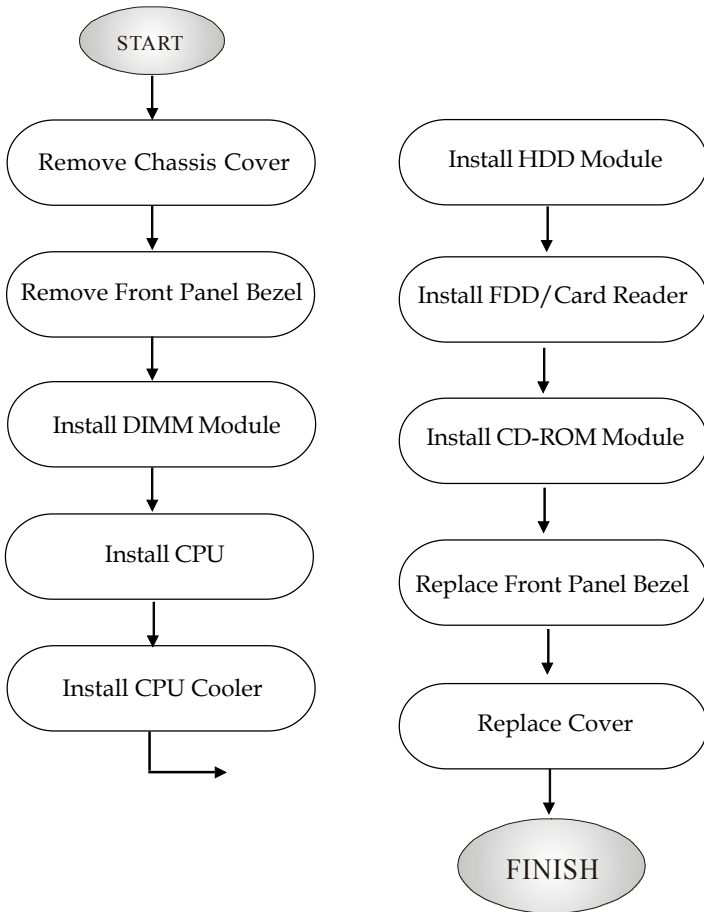 START
Remove Chassis Cover
Remove Front Panel Bezel
Install DIMM Module
Install CPU
Install CPU Cooler
Install HDD Module
Install FDD/Card Reader
Install CD-ROM Module
Replace Front Panel Bezel
Replace Cover
FINISH